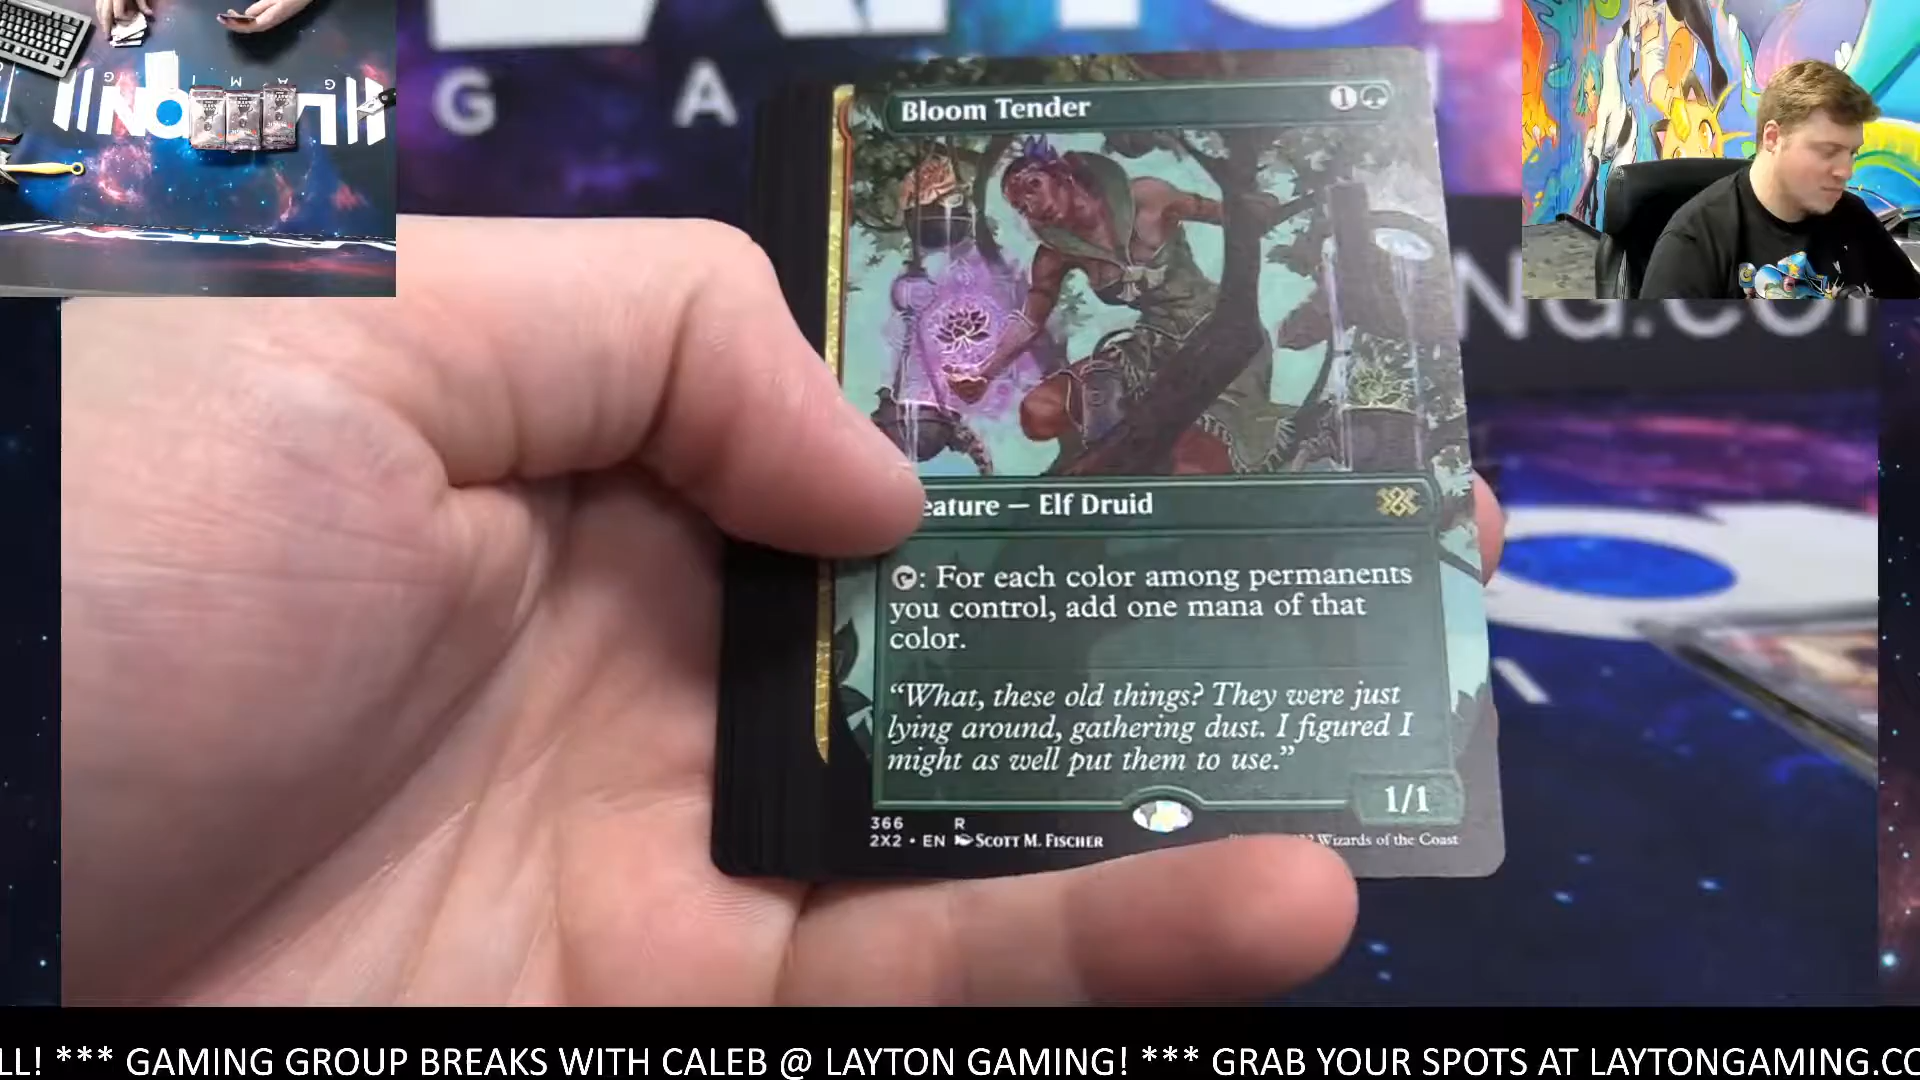 G A
Bloom Tender 1
NG.COM
eature — Elf Druid
: For each color among permanents
you control, add one mana of that
color.
"What, these old things? They were just
lying around, gathering dust. I figured I
might as well put them to use."
1/1
366 R
2X2 • EN SCOTT M. FISCHER
Wizards of the Coast
LL! *** GAMING GROUP BREAKS WITH CALEB @ LAYTON GAMING! *** GRAB YOUR SPOTS AT LAYTONGAMING.CO